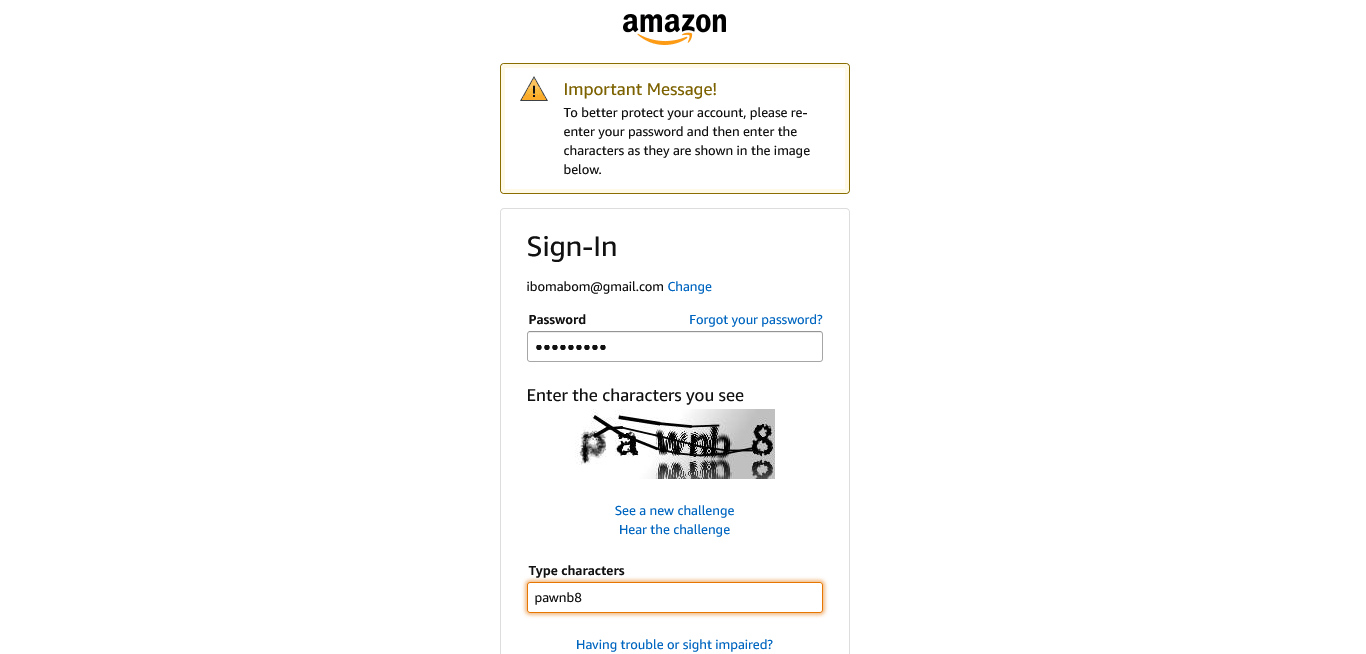 amazon
Important Message!
To better protect your account, please re-
enter your password and then enter the
characters as they are shown in the image
below.
Sign-In
ibomabom@gmail.com Change
Password Forgot your password?
•••••••••
Enter the characters you see
pawnb8
See a new challenge
Hear the challenge
Type characters
pawnb8
Having trouble or sight impaired?